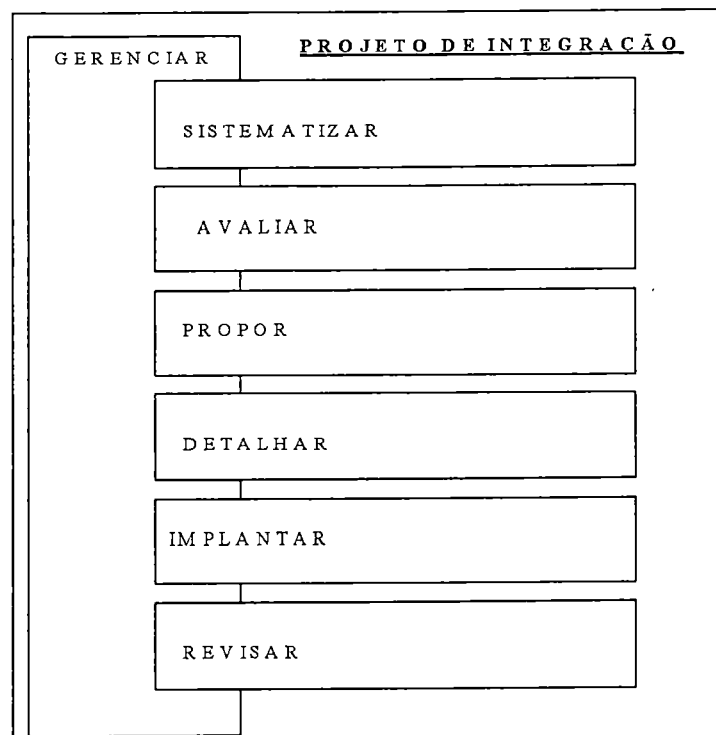 PROJETO DE INTEGRAÇÃO
GERENCIAR
SISTEMATIZAR
AVALIAR
PROPOR
DETALHAR
IMPLANTAR
REVISAR